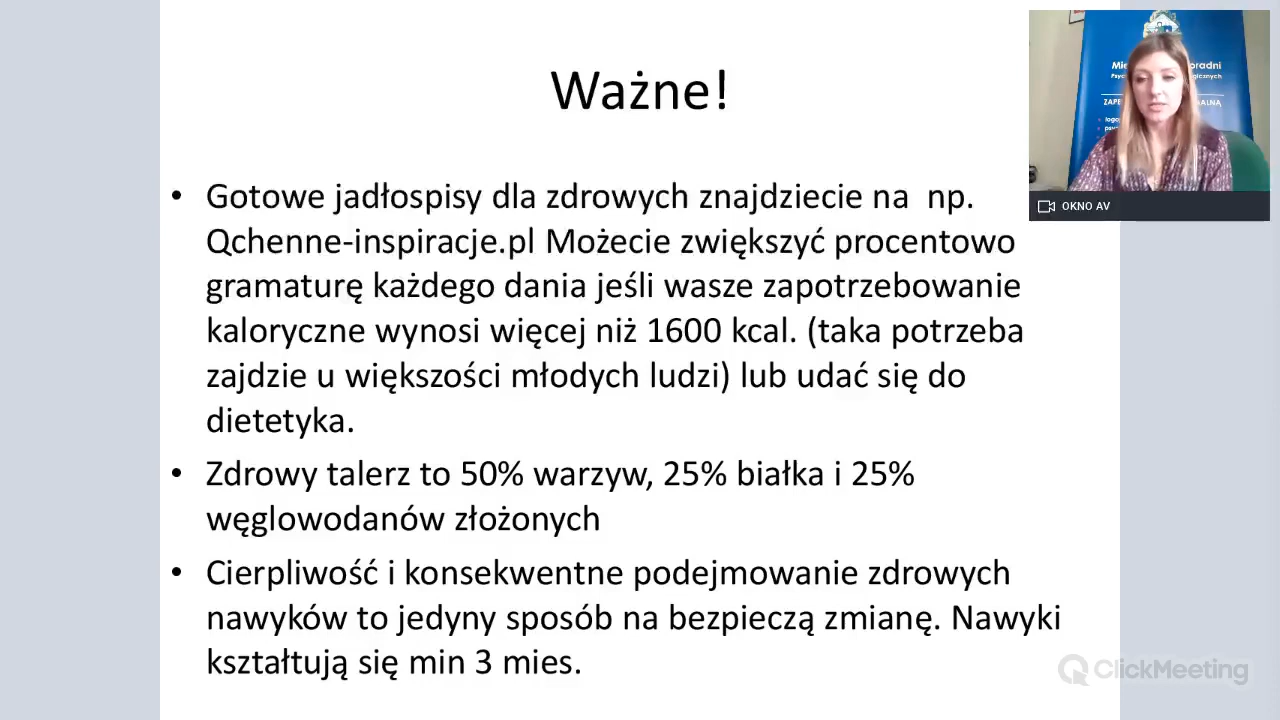 Ważne!
• Gotowe jadłospisy dla zdrowych znajdziecie na np.
Qchenne-inspiracje.pl Możecie zwiększyć procentowo
gramaturę każdego dania jeśli wasze zapotrzebowanie
kaloryczne wynosi więcej niż 1600 kcal. (taka potrzeba
zajdzie u większości młodych ludzi) lub udać się do
dietetyka.
• Zdrowy talerz to 50% warzyw, 25% białka i 25%
węglowodanów złożonych
• Cierpliwość i konsekwentne podejmowanie zdrowych
nawyków to jedyny sposób na bezpieczą zmianę. Nawyki
kształtują się min 3 mies.
OKNO AV
ClickMeeting